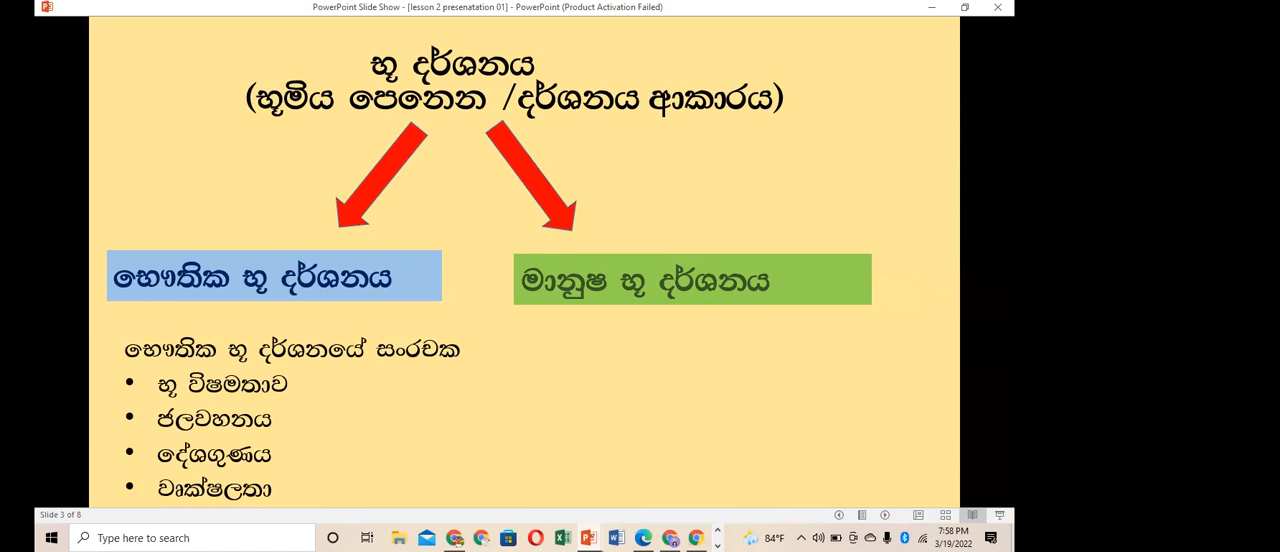 PowerPoint Slide Show - [lesson 2 presenatation 01] - PowerPoint (Product Activation Failed)
භූ දර්ශනය
(භූමිය පෙනෙන /දර්ශනය ආකාරය)
භෞතික භූ දර්ශනය
මානුෂ භූ දර්ශනය
භෞතික භූ දර්ශනයේ සංරචක
• භූ විෂමතාව
• ජලවහනය
• දේශගුණය
• වෘක්ෂලතා
Slide 3 of 8
Type here to search
84°F
7:58 PM
3/19/2022